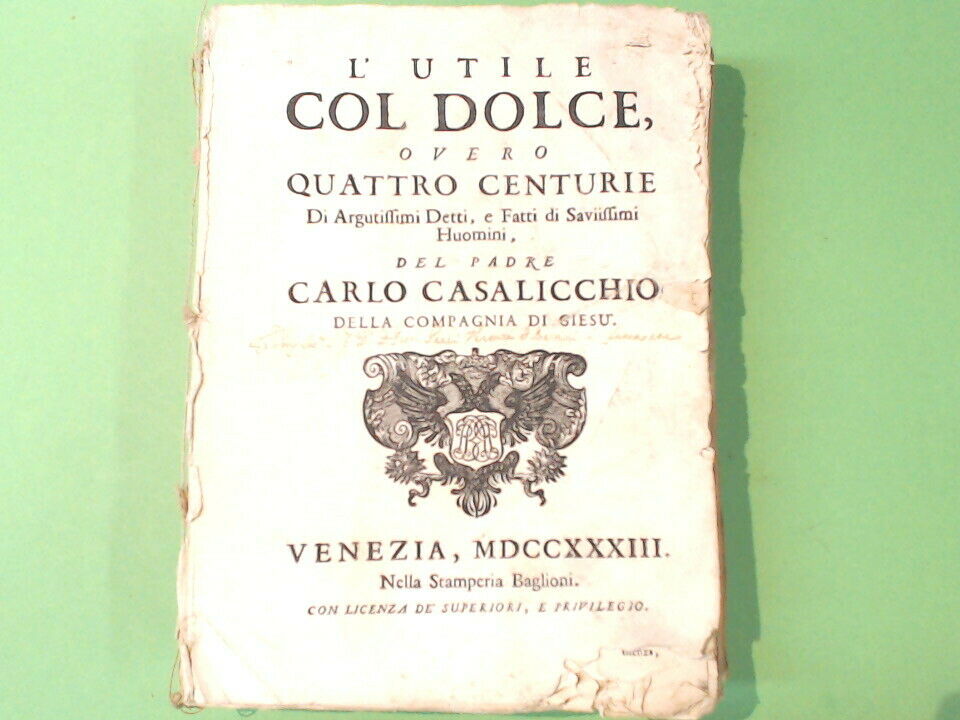 L' UTILE
COL DOLCE,
OVERO
QUATTRO CENTURIE
Di Argutiſſimi Detti, e Fatti di Saviiſſimi
Huomini,
DEL PADRE
CARLO CASALICCHIO
DELLA COMPAGNIA DI GIESU'.
VENEZIA, MDCCXXXIII.
Nella Stamperia Baglioni.
CON LICENZA DE' SUPERIORI, E PRIVILEGIO.